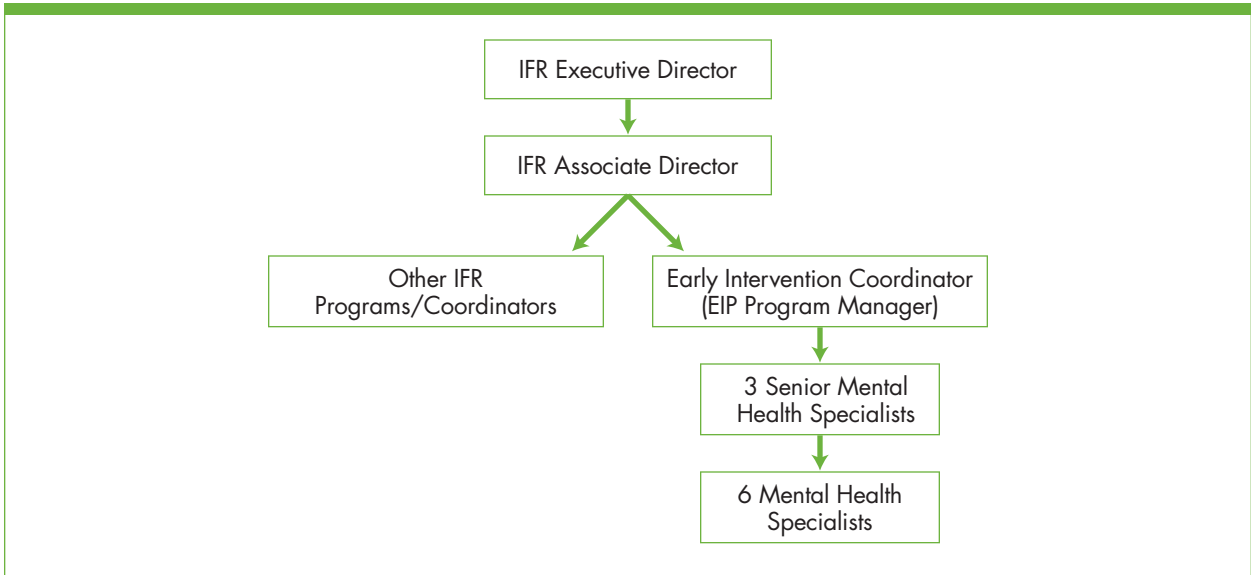 IFR Executive Director
IFR Associate Director
Other IFR
Programs/Coordinators
Early Intervention Coordinator
(EIP Program Manager)
3 Senior Mental
Health Specialists
6 Mental Health
Specialists